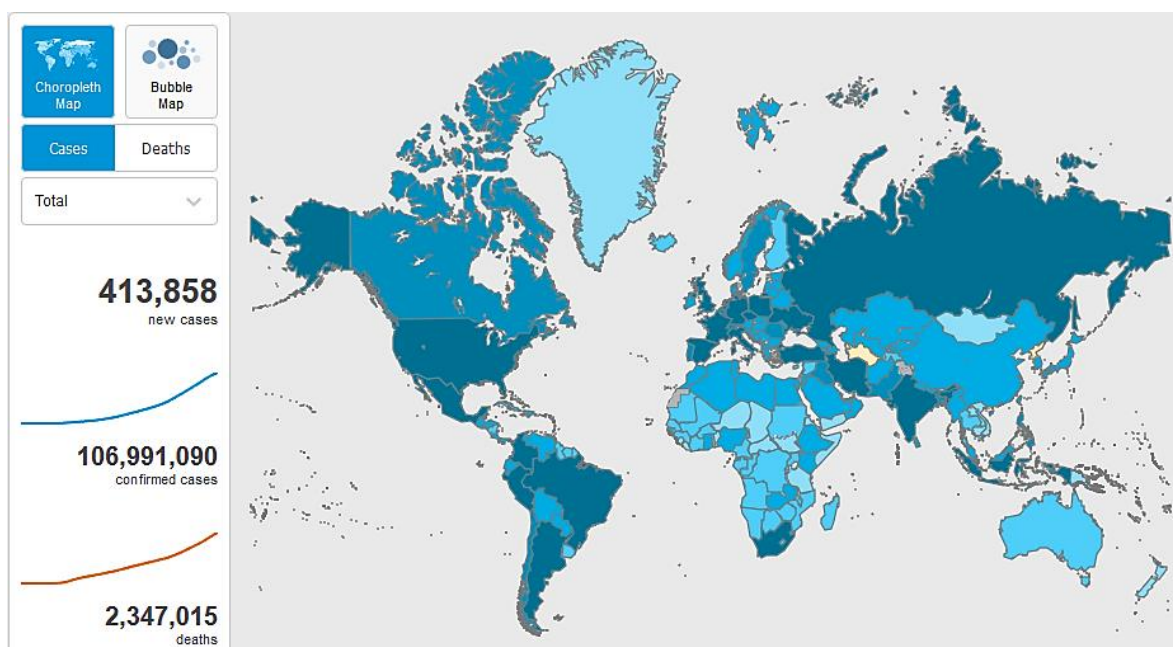 Choropleth
Map
Bubble
Map
Cases
Deaths
Total
413,858
new cases
106,991,090
confirmed cases
2,347,015
deaths